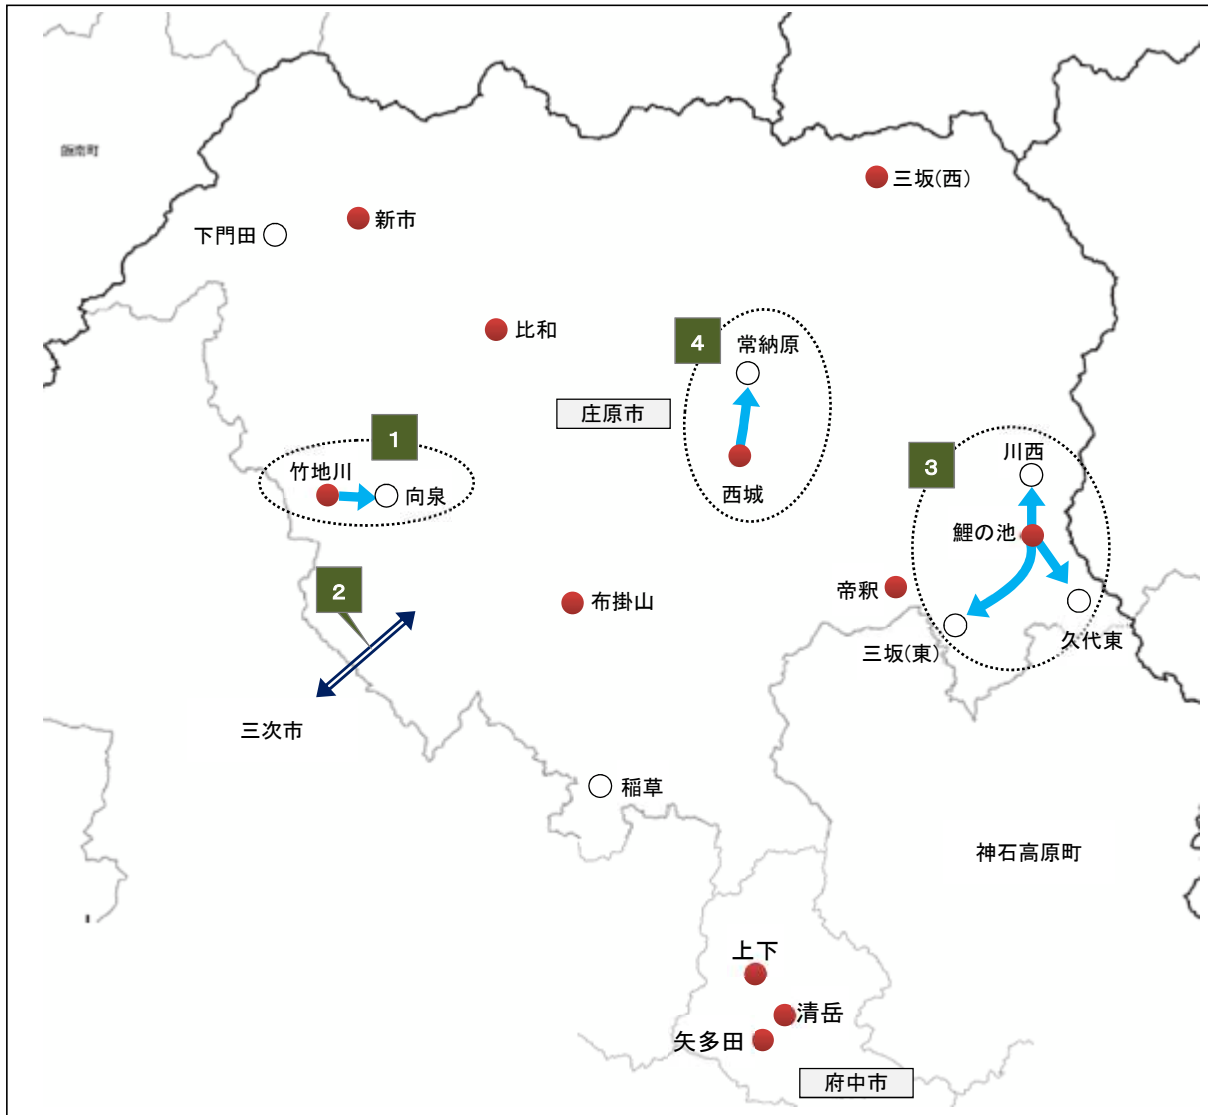 飯南町
三坂(西)
新市
下門田
比和
4
常納原
庄原市
1
川西
3
竹地川
向泉
西城
鯉の池
2
帝釈
布掛山
久代東
三坂(東)
三次市
稲草
神石高原町
上下
清岳
矢多田
府中市